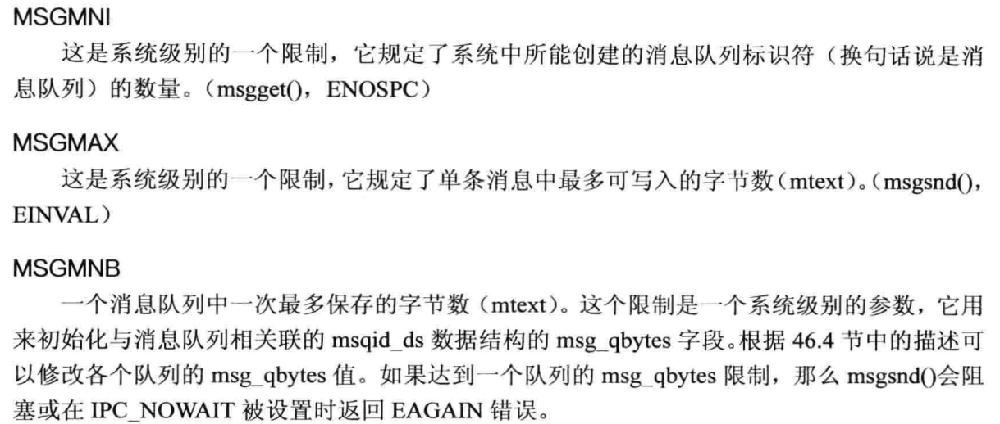 MSGMNI
这是系统级别的一个限制，它规定了系统中所能创建的消息队列标识符（换句话说是消
息队列）的数量。（msgget()，ENOSPC）
MSGMAX
这是系统级别的一个限制，它规定了单条消息中最多可写入的字节数（mtext）。（msgsnd()，
EINVAL）
MSGMNB
一个消息队列中一次最多保存的字节数（mtext）。这个限制是一个系统级别的参数，它用
来初始化与消息队列相关联的 msqid_ds 数据结构的 msg_qbytes 字段。根据 46.4 节中的描述可
以修改各个队列的 msg_qbytes 值。如果达到一个队列的 msg_qbytes 限制，那么 msgsnd()会阻
塞或在 IPC_NOWAIT 被设置时返回 EAGAIN 错误。